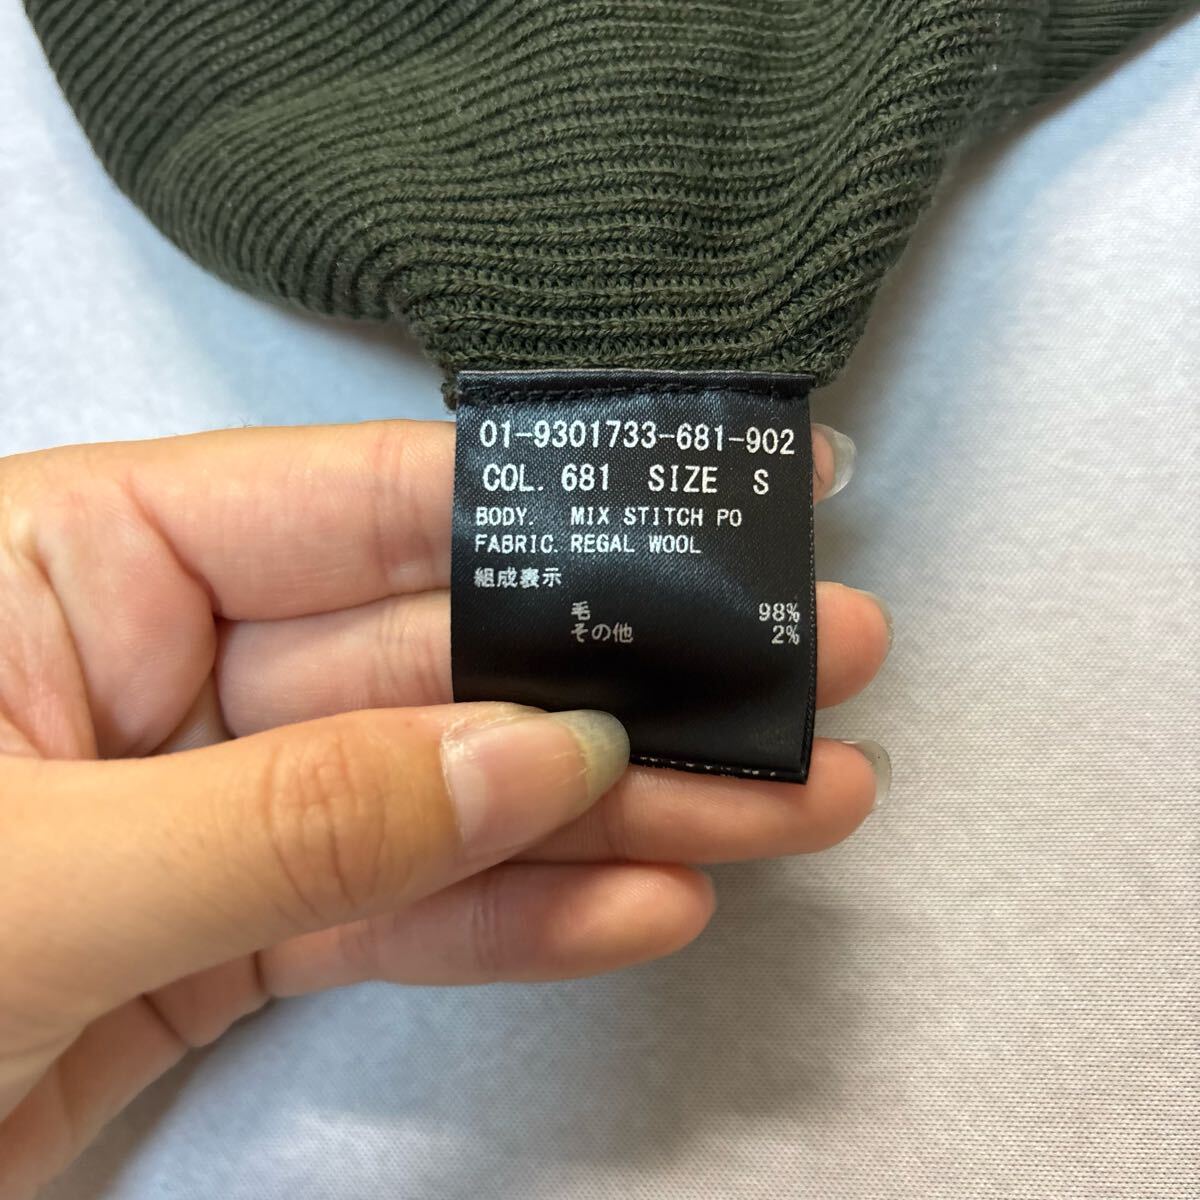 01-9301733-681-902
COL. 681 SIZE S
BODY. MIX STITCH PO
FABRIC. REGAL WOOL
組成表示
毛 98%
その他 2%